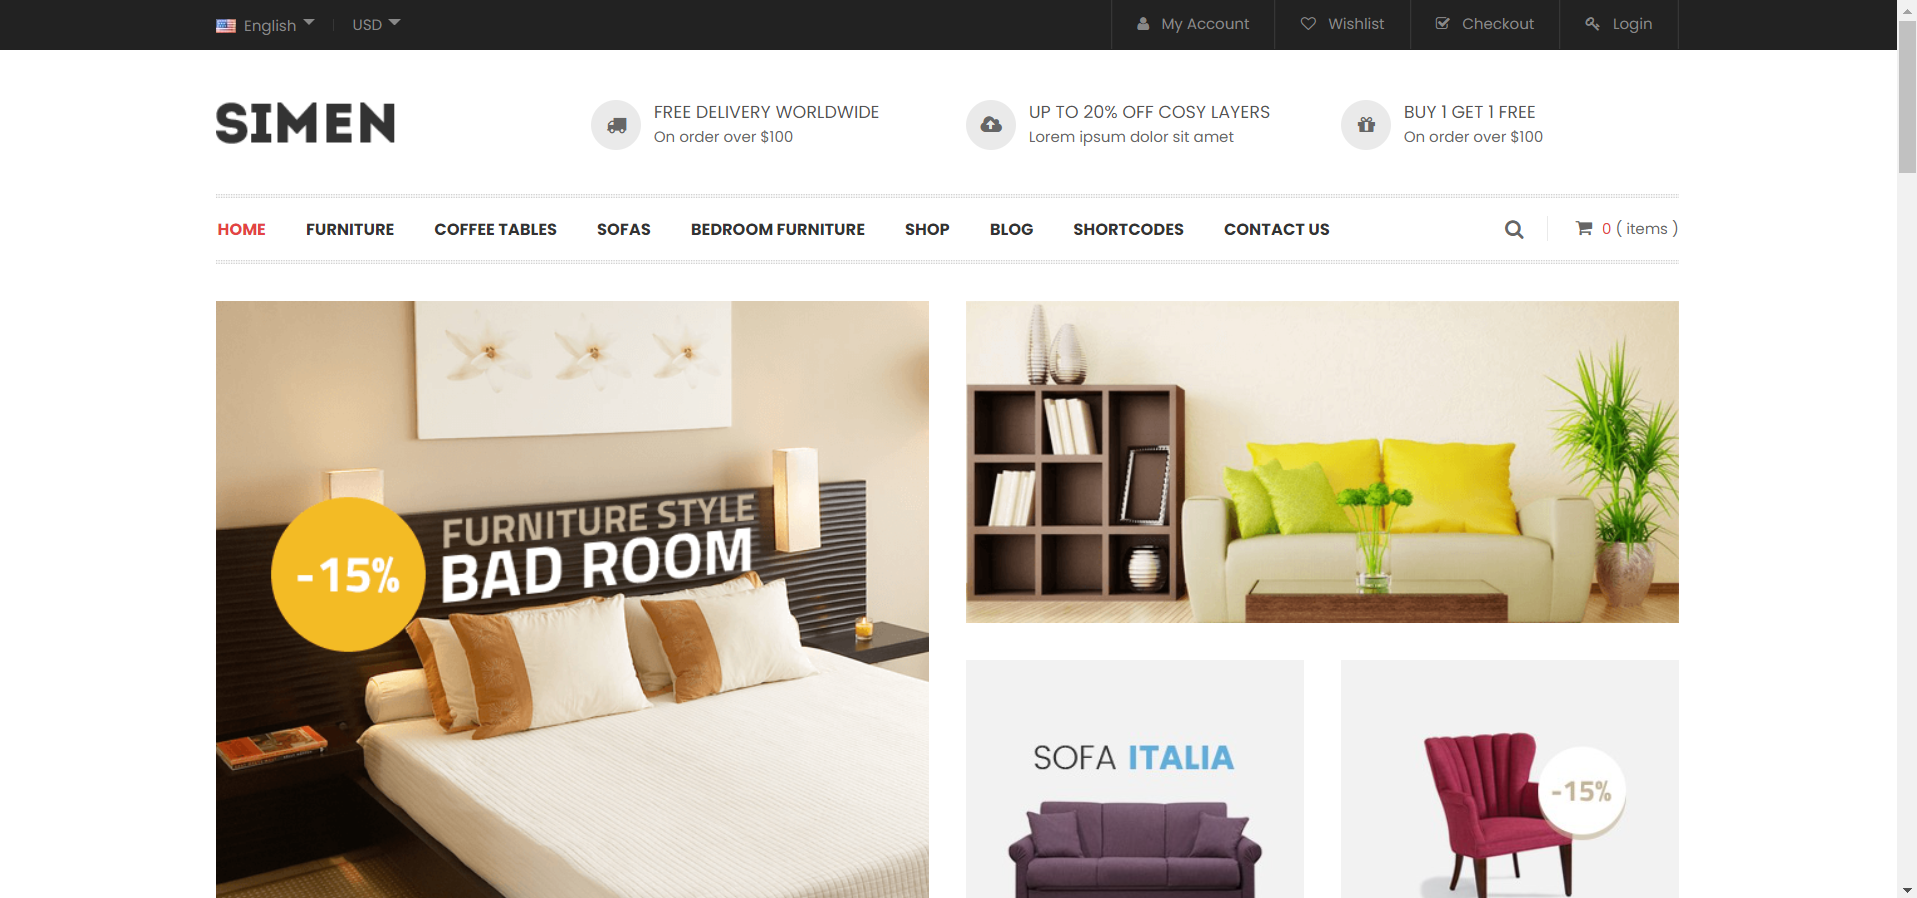 English
USD
My Account
Wishlist
Checkout
Login
SIMEN
FREE DELIVERY WORLDWIDE
On order over $100
UP TO 20% OFF COSY LAYERS
Lorem ipsum dolor sit amet
BUY 1 GET 1 FREE
On order over $100
HOME
FURNITURE
COFFEE TABLES
SOFAS
BEDROOM FURNITURE
SHOP
BLOG
SHORTCODES
CONTACT US
0 ( items )
FURNITURE STYLE
BAD ROOM
-15%
SOFA ITALIA
-15%